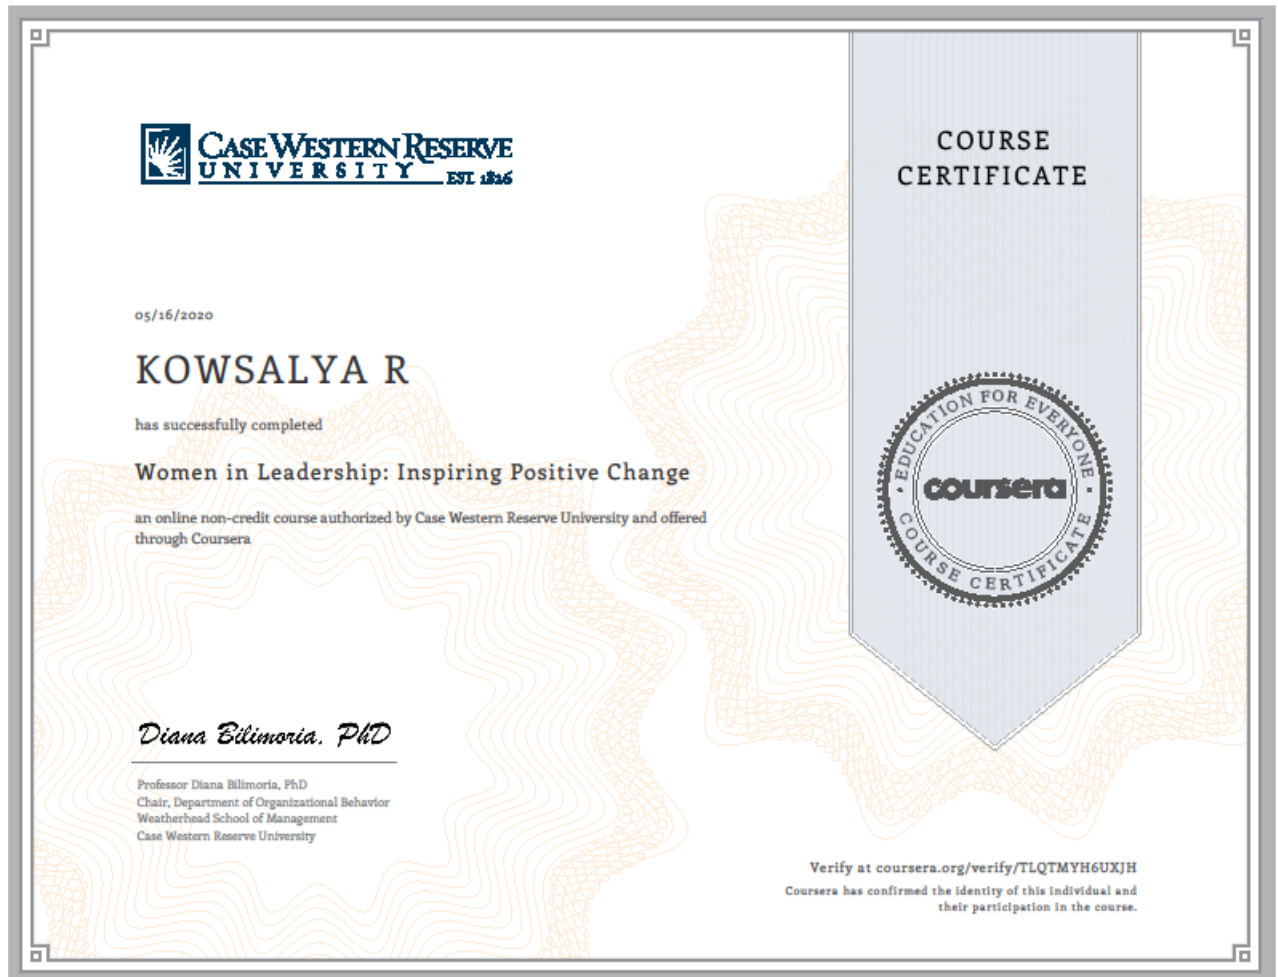 CASE WESTERN RESERVE
UNIVERSITY
EST. 1826
COURSE
CERTIFICATE
05/16/2020
KOWSALYA R
has successfully completed
Women in Leadership: Inspiring Positive Change
an online non-credit course authorized by Case Western Reserve University and offered
through Coursera
EDUCATION FOR EVERYONE
coursera
COURSE CERTIFICATE
Diana Bilimoria, PhD
Professor Diana Bilimoria, PhD
Chair, Department of Organizational Behavior
Weatherhead School of Management
Case Western Reserve University
Verify at coursera.org/verify/TLQTMYH6UXJH
Coursera has confirmed the identity of this individual and
their participation in the course.